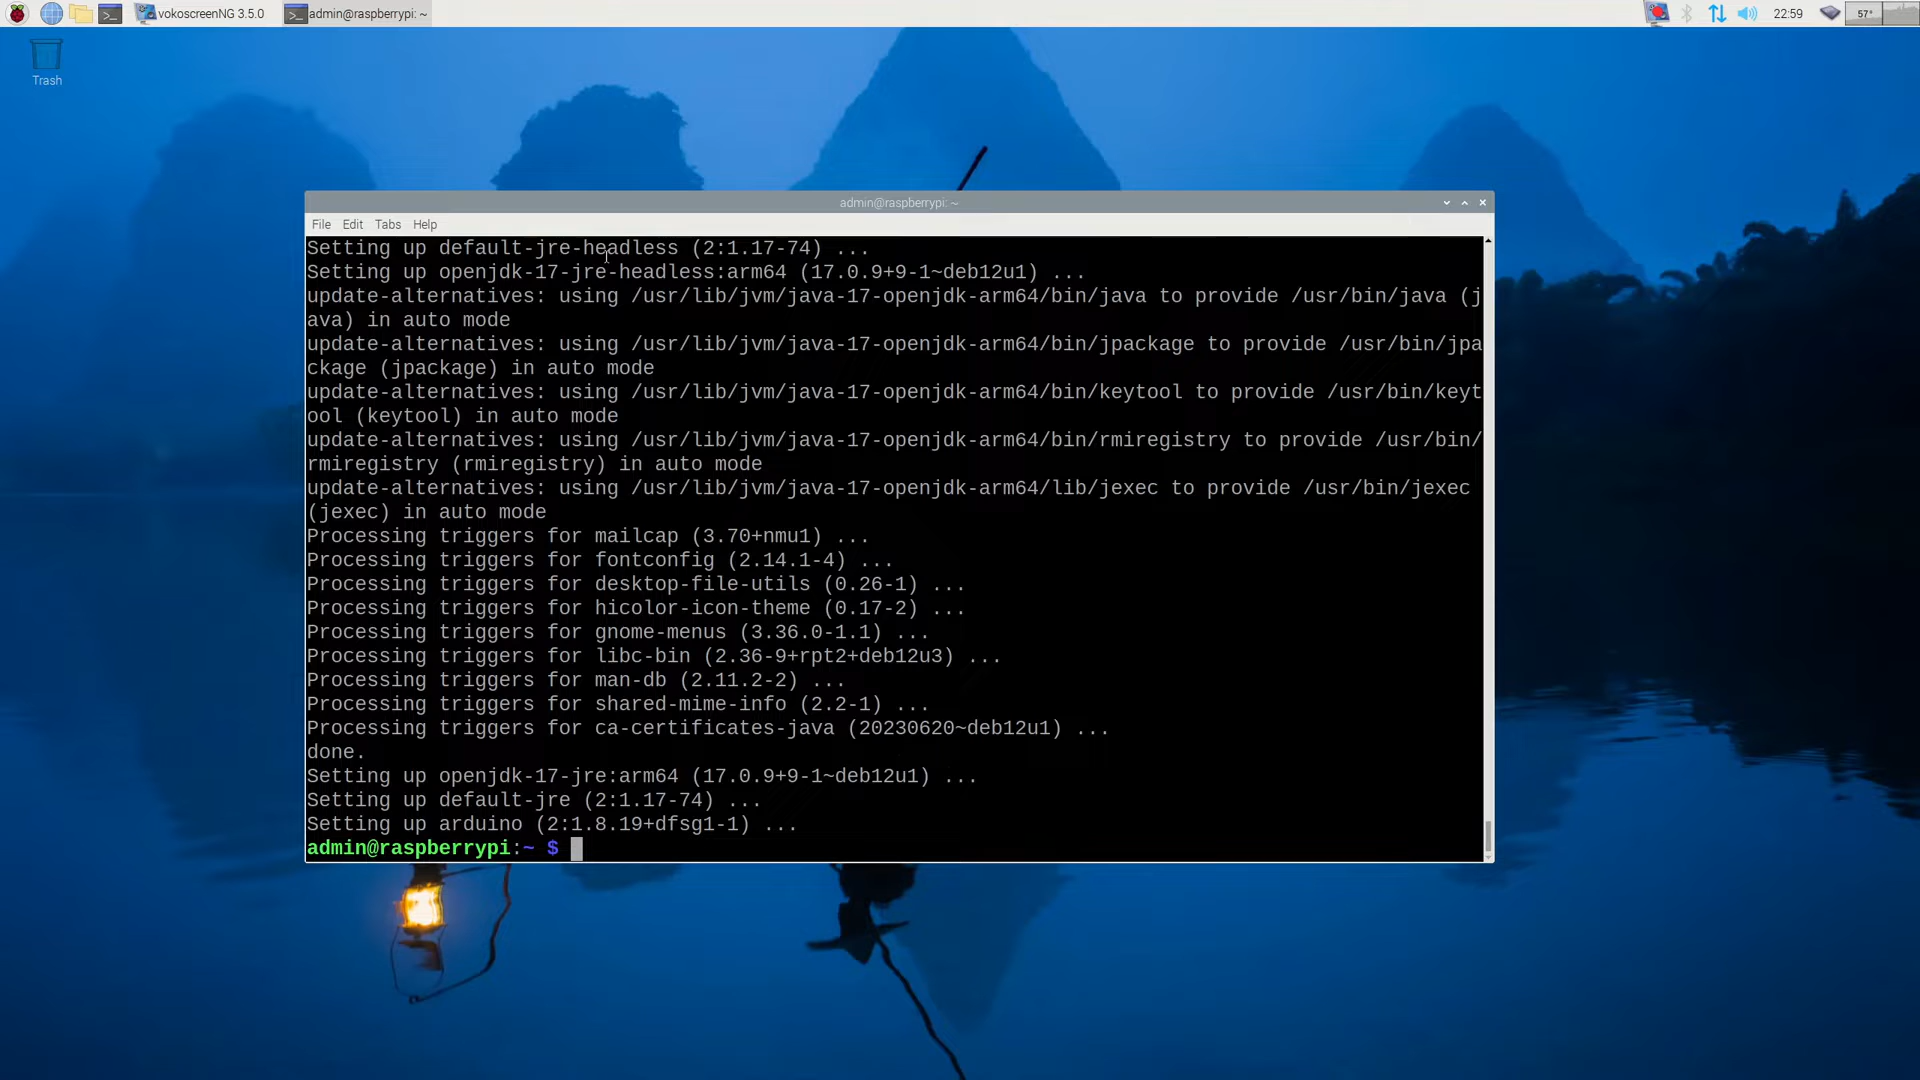 vokoscreenNG 3.5.0
admin@raspberrypi: ~
22:59
57°
Trash
admin@raspberrypi: ~
File Edit Tabs Help
Setting up default-jre-headless (2:1.17-74) ...
Setting up openjdk-17-jre-headless:arm64 (17.0.9+9-1~deb12u1) ...
update-alternatives: using /usr/lib/jvm/java-17-openjdk-arm64/bin/java to provide /usr/bin/java (j
ava) in auto mode
update-alternatives: using /usr/lib/jvm/java-17-openjdk-arm64/bin/jpackage to provide /usr/bin/jpa
ckage (jpackage) in auto mode
update-alternatives: using /usr/lib/jvm/java-17-openjdk-arm64/bin/keytool to provide /usr/bin/keyt
ool (keytool) in auto mode
update-alternatives: using /usr/lib/jvm/java-17-openjdk-arm64/bin/rmiregistry to provide /usr/bin/
rmiregistry (rmiregistry) in auto mode
update-alternatives: using /usr/lib/jvm/java-17-openjdk-arm64/lib/jexec to provide /usr/bin/jexec
(jexec) in auto mode
Processing triggers for mailcap (3.70+nmu1) ...
Processing triggers for fontconfig (2.14.1-4) ...
Processing triggers for desktop-file-utils (0.26-1) ...
Processing triggers for hicolor-icon-theme (0.17-2) ...
Processing triggers for gnome-menus (3.36.0-1.1) ...
Processing triggers for libc-bin (2.36-9+rpt2+deb12u3) ...
Processing triggers for man-db (2.11.2-2) ...
Processing triggers for shared-mime-info (2.2-1) ...
Processing triggers for ca-certificates-java (20230620~deb12u1) ...
done.
Setting up openjdk-17-jre:arm64 (17.0.9+9-1~deb12u1) ...
Setting up default-jre (2:1.17-74) ...
Setting up arduino (2:1.8.19+dfsg1-1) ...
admin@raspberrypi:~ $